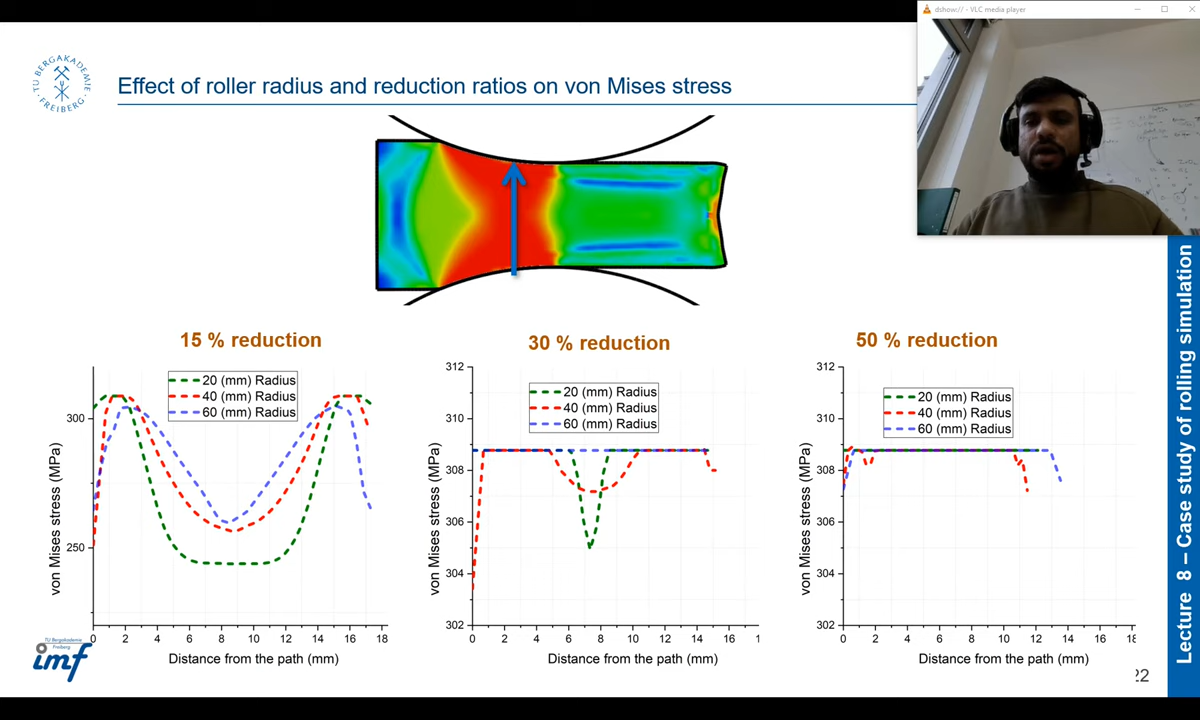 dshow:// - VLC media player
TU BERGAKADEMIE
FREIBERG
Effect of roller radius and reduction ratios on von Mises stress
15 % reduction
300
250
von Mises stress (MPa)
20 (mm) Radius
40 (mm) Radius
60 (mm) Radius
0 2 4 6 8 10 12 14 16 18
Distance from the path (mm)
30 % reduction
312
310
308
306
304
302
von Mises stress (MPa)
20 (mm) Radius
40 (mm) Radius
60 (mm) Radius
0 2 4 6 8 10 12 14 16 1
Distance from the path (mm)
50 % reduction
312
310
308
306
304
302
von Mises stress (MPa)
20 (mm) Radius
40 (mm) Radius
60 (mm) Radius
0 2 4 6 8 10 12 14 16 18
Distance from the path (mm)
Lecture 8 – Case study of rolling simulation
TU Bergakademie
Freiberg
imf
22